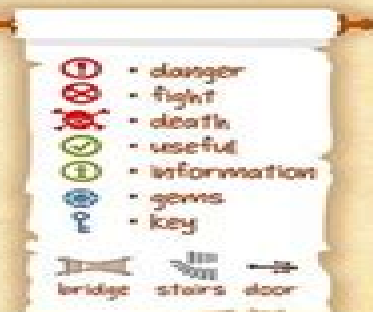 - danger
- fight
- death
- useful
- information
- gems
- key
bridge stairs door